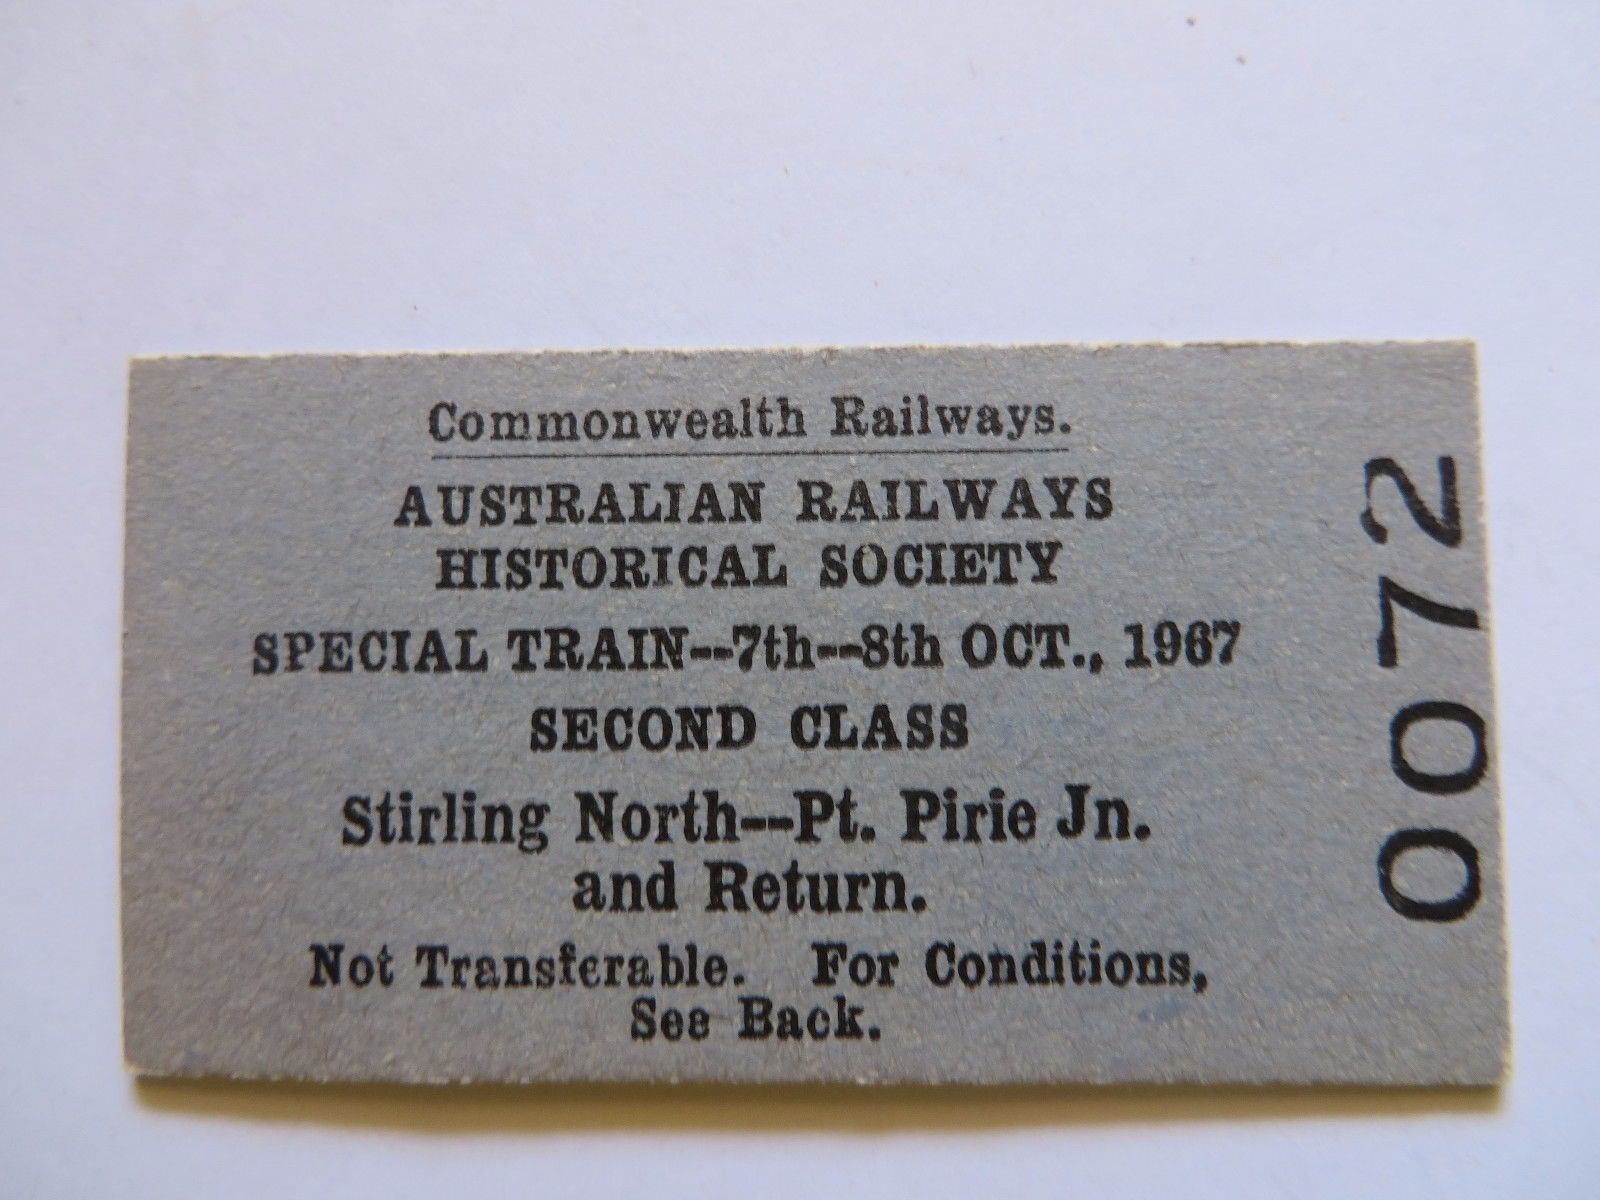 Commonwealth Railways.
AUSTRALIAN RAILWAYS
HISTORICAL SOCIETY
SPECIAL TRAIN--7th--8th OCT., 1967
SECOND CLASS
Stirling North--Pt. Pirie Jn.
and Return.
Not Transferable. For Conditions,
See Back.
0072